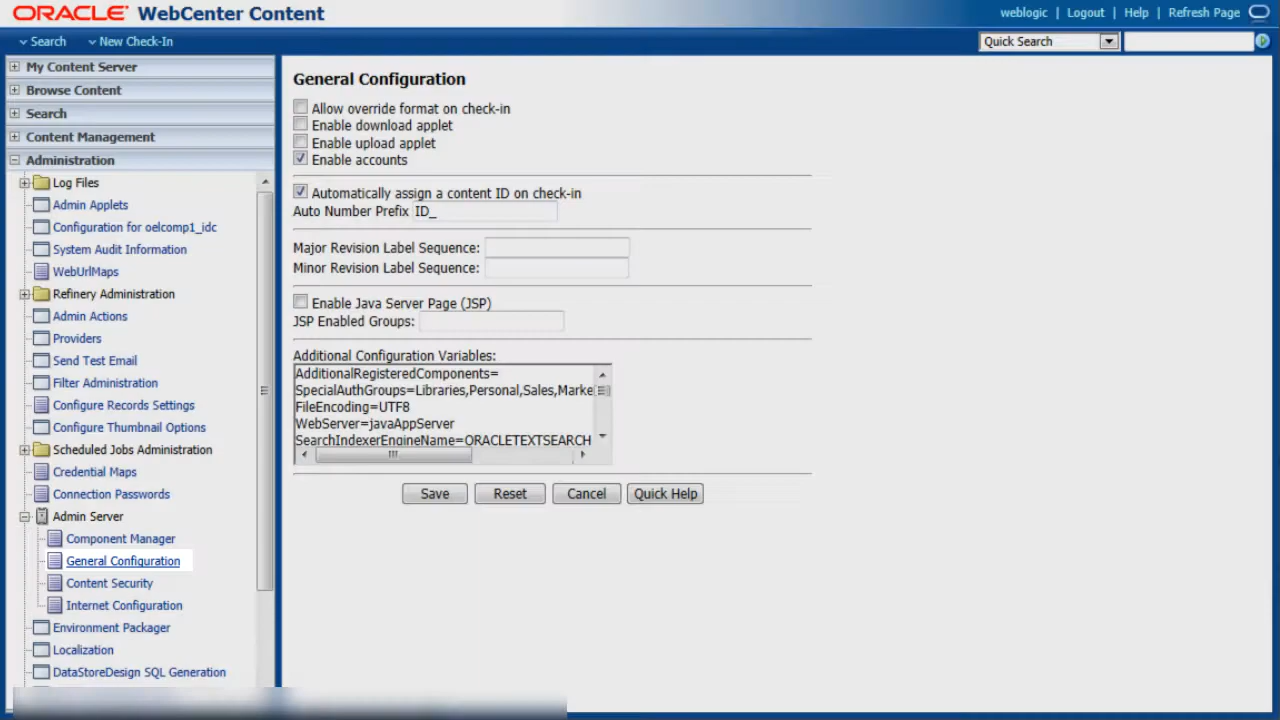 ORACLE WebCenter Content
weblogic | Logout | Help | Refresh Page
Search New Check-In
Quick Search
My Content Server
Browse Content
Search
Content Management
Administration
Log Files
Admin Applets
Configuration for oelcomp1_idc
System Audit Information
WebUrlMaps
Refinery Administration
Admin Actions
Providers
Send Test Email
Filter Administration
Configure Records Settings
Configure Thumbnail Options
Scheduled Jobs Administration
Credential Maps
Connection Passwords
Admin Server
Component Manager
General Configuration
Content Security
Internet Configuration
Environment Packager
Localization
DataStoreDesign SQL Generation
General Configuration
Allow override format on check-in
Enable download applet
Enable upload applet
Enable accounts
Automatically assign a content ID on check-in
Auto Number Prefix ID_
Major Revision Label Sequence:
Minor Revision Label Sequence:
Enable Java Server Page (JSP)
JSP Enabled Groups:
Additional Configuration Variables:
AdditionalRegisteredComponents=
SpecialAuthGroups=Libraries,Personal,Sales,Marke
FileEncoding=UTF8
WebServer=javaAppServer
SearchIndexerEngineName=ORACLETEXTSEARCH
Save Reset Cancel Quick Help